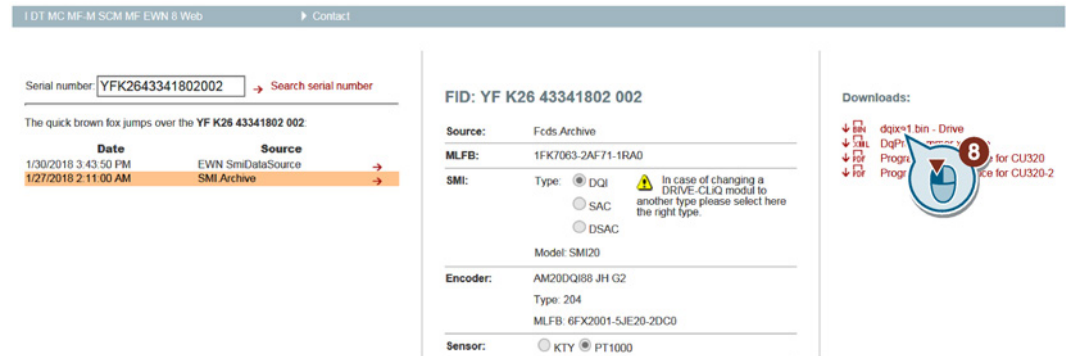 I DT MC MF-M SCM MF EWN 8 Web Contact
Serial number: YFK2643341802002 Search serial number
The quick brown fox jumps over the YF K26 43341802 002:
Date Source
1/30/2018 3:43:50 PM EWN SmiDataSource
1/27/2018 2:11:00 AM SMI.Archive
FID: YF K26 43341802 002
Source: Fcds.Archive
MLFB: 1FK7063-2AF71-1RA0
SMI: Type: DQI
SAC
DSAC
In case of changing a
DRIVE-CLiQ modul to
another type please select here
the right type.
Model: SMI20
Encoder: AM20DQI88 JH G2
Type: 204
MLFB: 6FX2001-5JE20-2DC0
Sensor: KTY PT1000
Downloads:
BIN dqixa1.bin - Drive
XML
PDF for CU320
PDF for CU320-2
8